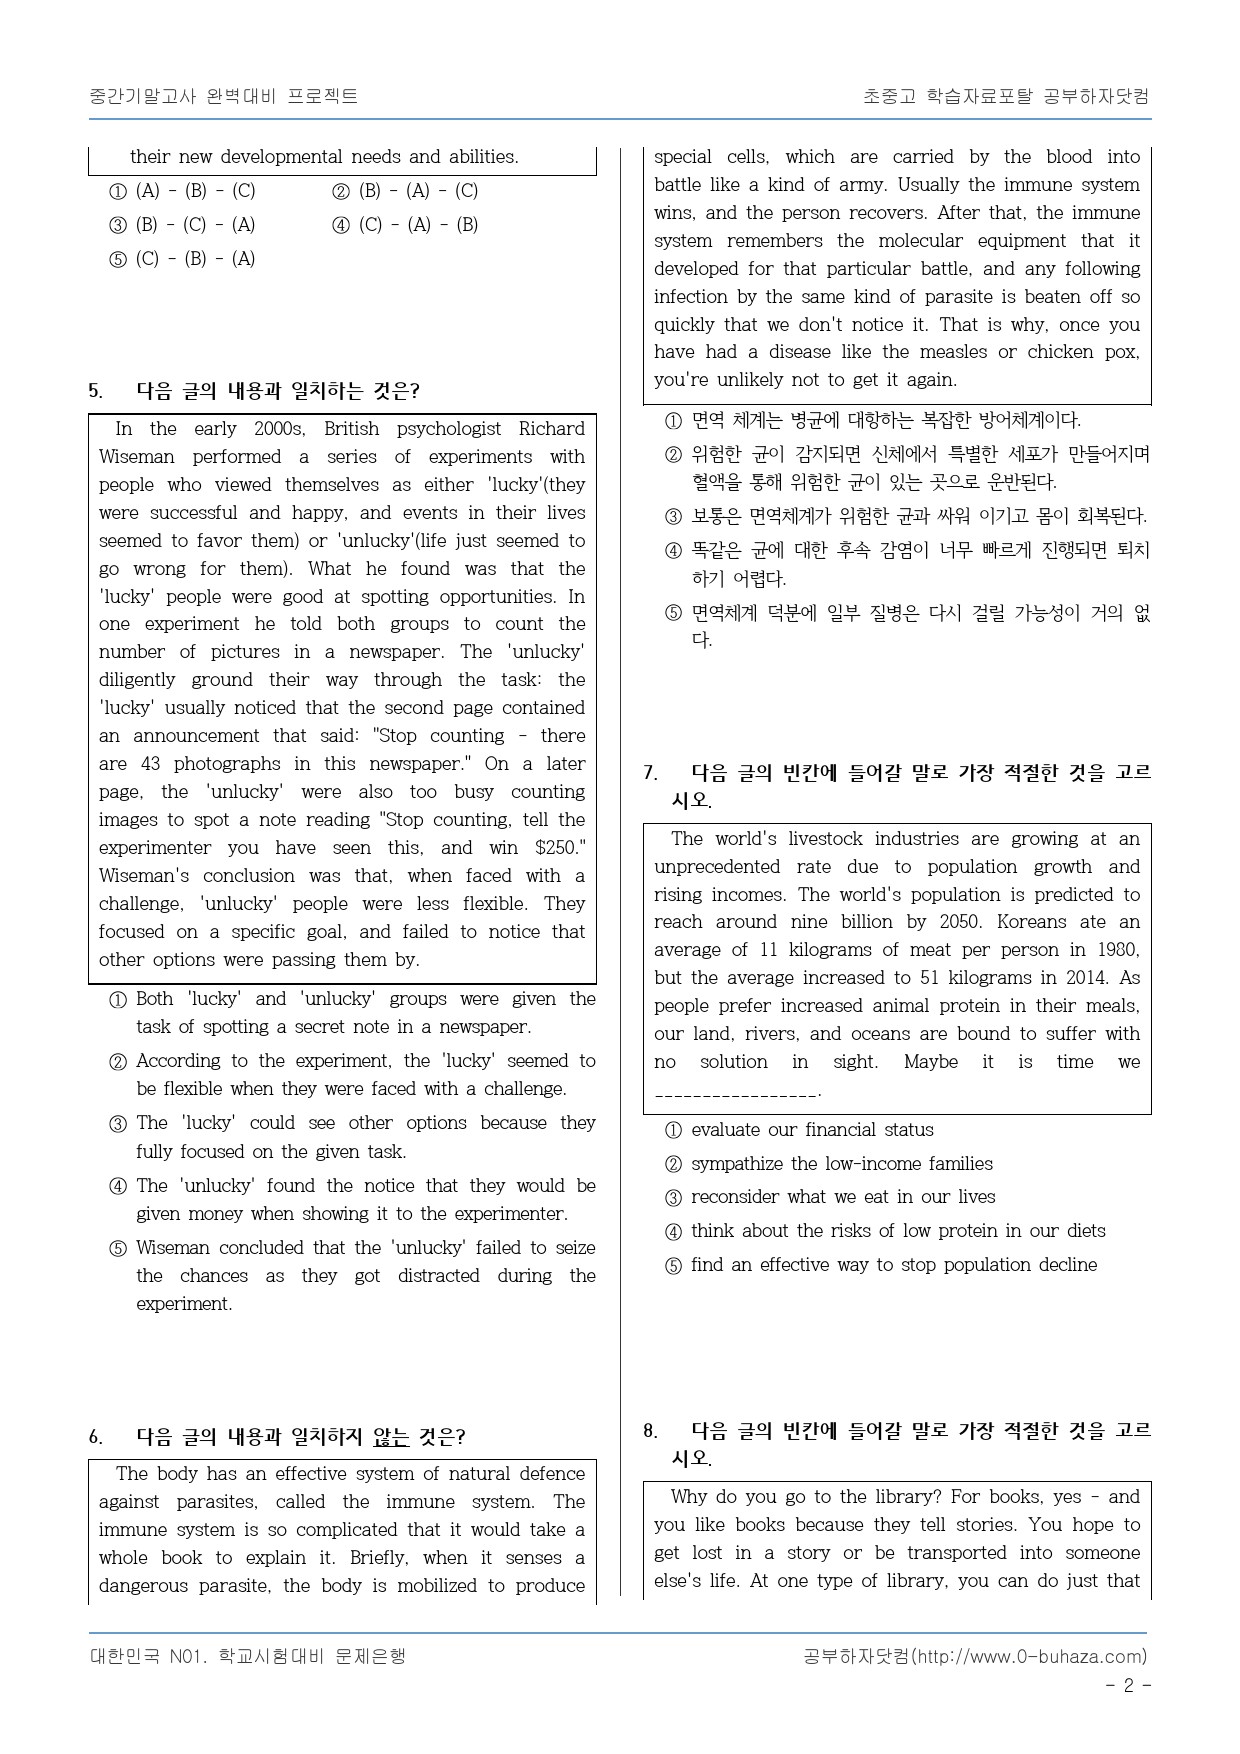 중간기말고사 완벽대비 프로젝트
초중고 학습자료포탈 공부하자닷컴
their new developmental needs and abilities.
① (A) - (B) - (C) ② (B) - (A) - (C)
③ (B) - (C) - (A) ④ (C) - (A) - (B)
⑤ (C) - (B) - (A)
5. 다음 글의 내용과 일치하는 것은?
In the early 2000s, British psychologist Richard
Wiseman performed a series of experiments with
people who viewed themselves as either 'lucky'(they
were successful and happy, and events in their lives
seemed to favor them) or 'unlucky'(life just seemed to
go wrong for them). What he found was that the
'lucky' people were good at spotting opportunities. In
one experiment he told both groups to count the
number of pictures in a newspaper. The 'unlucky'
diligently ground their way through the task: the
'lucky' usually noticed that the second page contained
an announcement that said: "Stop counting - there
are 43 photographs in this newspaper." On a later
page, the 'unlucky' were also too busy counting
images to spot a note reading "Stop counting, tell the
experimenter you have seen this, and win $250."
Wiseman's conclusion was that, when faced with a
challenge, 'unlucky' people were less flexible. They
focused on a specific goal, and failed to notice that
other options were passing them by.
① Both 'lucky' and 'unlucky' groups were given the
task of spotting a secret note in a newspaper.
② According to the experiment, the 'lucky' seemed to
be flexible when they were faced with a challenge.
③ The 'lucky' could see other options because they
fully focused on the given task.
④ The 'unlucky' found the notice that they would be
given money when showing it to the experimenter.
⑤ Wiseman concluded that the 'unlucky' failed to seize
the chances as they got distracted during the
experiment.
6. 다음 글의 내용과 일치하지 않는 것은?
The body has an effective system of natural defence
against parasites, called the immune system. The
immune system is so complicated that it would take a
whole book to explain it. Briefly, when it senses a
dangerous parasite, the body is mobilized to produce
special cells, which are carried by the blood into
battle like a kind of army. Usually the immune system
wins, and the person recovers. After that, the immune
system remembers the molecular equipment that it
developed for that particular battle, and any following
infection by the same kind of parasite is beaten off so
quickly that we don't notice it. That is why, once you
have had a disease like the measles or chicken pox,
you're unlikely not to get it again.
① 면역 체계는 병균에 대항하는 복잡한 방어체계이다.
② 위험한 균이 감지되면 신체에서 특별한 세포가 만들어지며
혈액을 통해 위험한 균이 있는 곳으로 운반된다.
③ 보통은 면역체계가 위험한 균과 싸워 이기고 몸이 회복된다.
④ 똑같은 균에 대한 후속 감염이 너무 빠르게 진행되면 퇴치
하기 어렵다.
⑤ 면역체계 덕분에 일부 질병은 다시 걸릴 가능성이 거의 없
다.
7. 다음 글의 빈칸에 들어갈 말로 가장 적절한 것을 고르
시오.
The world's livestock industries are growing at an
unprecedented rate due to population growth and
rising incomes. The world's population is predicted to
reach around nine billion by 2050. Koreans ate an
average of 11 kilograms of meat per person in 1980,
but the average increased to 51 kilograms in 2014. As
people prefer increased animal protein in their meals,
our land, rivers, and oceans are bound to suffer with
no solution in sight. Maybe it is time we
_________________.
① evaluate our financial status
② sympathize the low-income families
③ reconsider what we eat in our lives
④ think about the risks of low protein in our diets
⑤ find an effective way to stop population decline
8. 다음 글의 빈칸에 들어갈 말로 가장 적절한 것을 고르
시오.
Why do you go to the library? For books, yes - and
you like books because they tell stories. You hope to
get lost in a story or be transported into someone
else's life. At one type of library, you can do just that
대한민국 N01. 학교시험대비 문제은행
공부하자닷컴(http://www.0-buhaza.com)
- 2 -